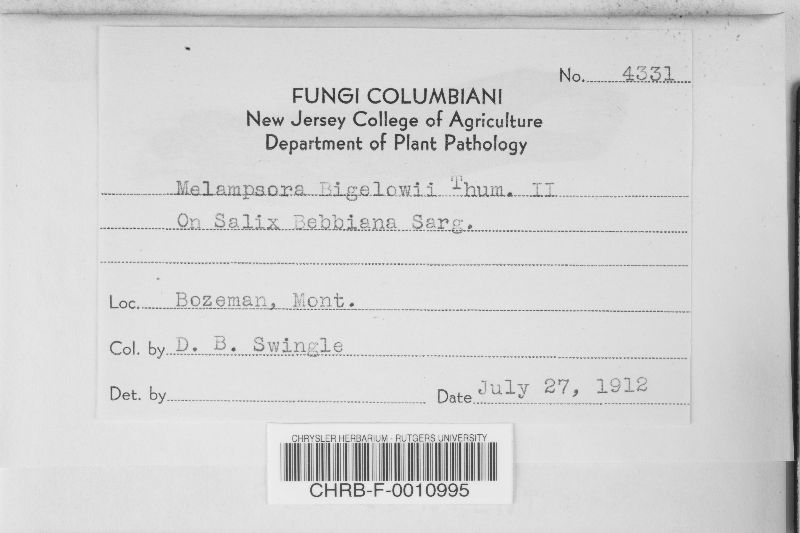 No. 4331
FUNGI COLUMBIANI
New Jersey College of Agriculture
Department of Plant Pathology
Melampsora Bigelowii Thum. II
On Salix Bebbiana Sarg.
Loc. Bozeman, Mont.
Col. by D. B. Swingle
Det. by
Date July 27, 1912
CHRYSLER HERBARIUM - RUTGERS UNIVERSITY
CHRB-F-0010995